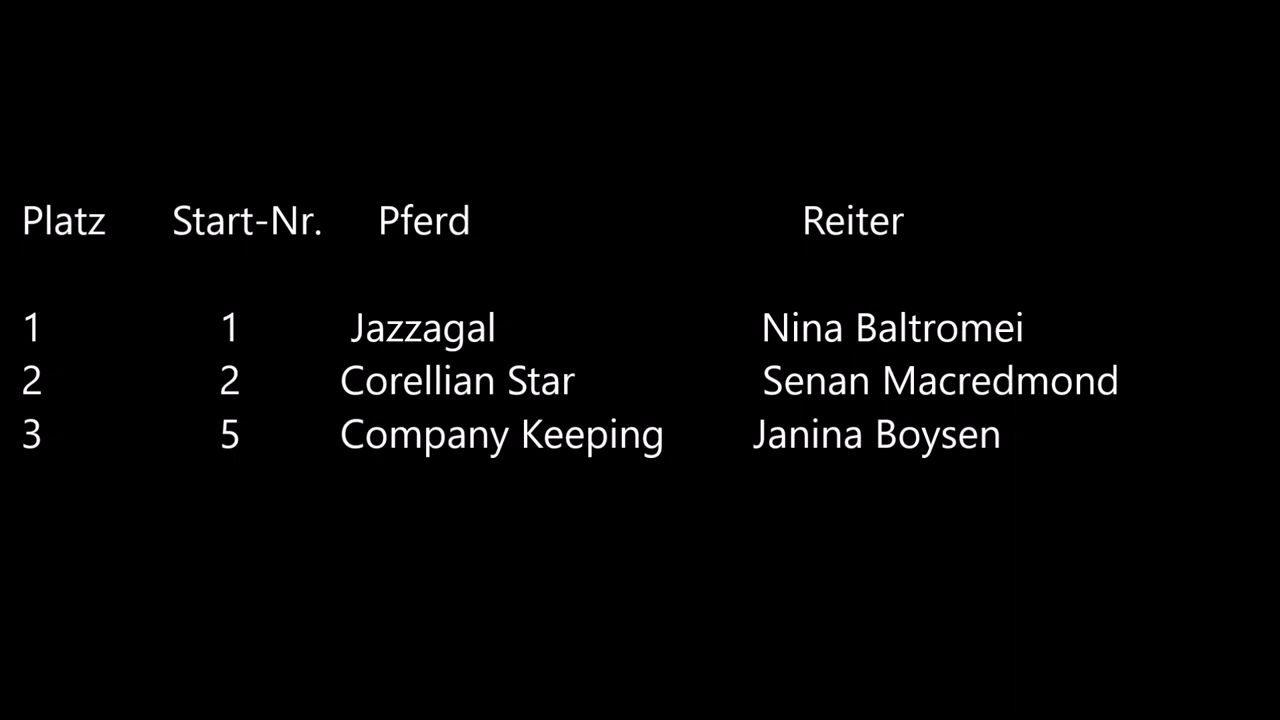 Platz Start-Nr. Pferd Reiter
1 1 Jazzagal Nina Baltromei
2 2 Corellian Star Senan Macredmond
3 5 Company Keeping Janina Boysen